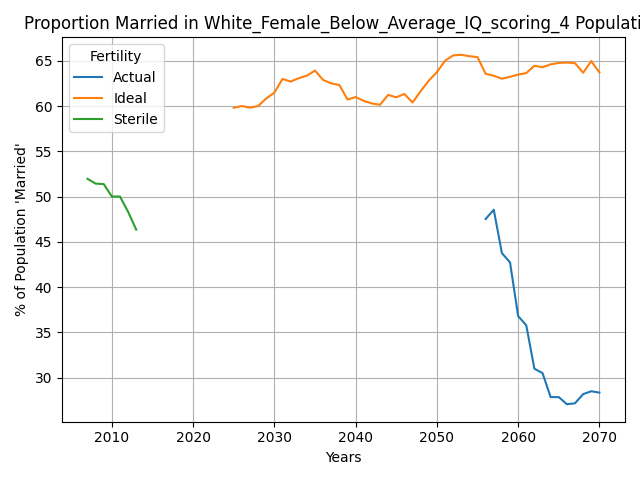 Proportion Married in White_Female_Below_Average_IQ_scoring_4 Populati
Fertility
Actual
Ideal
Sterile
% of Population 'Married'
65
60
55
50
45
40
35
30
2010 2020 2030 2040 2050 2060 2070
Years